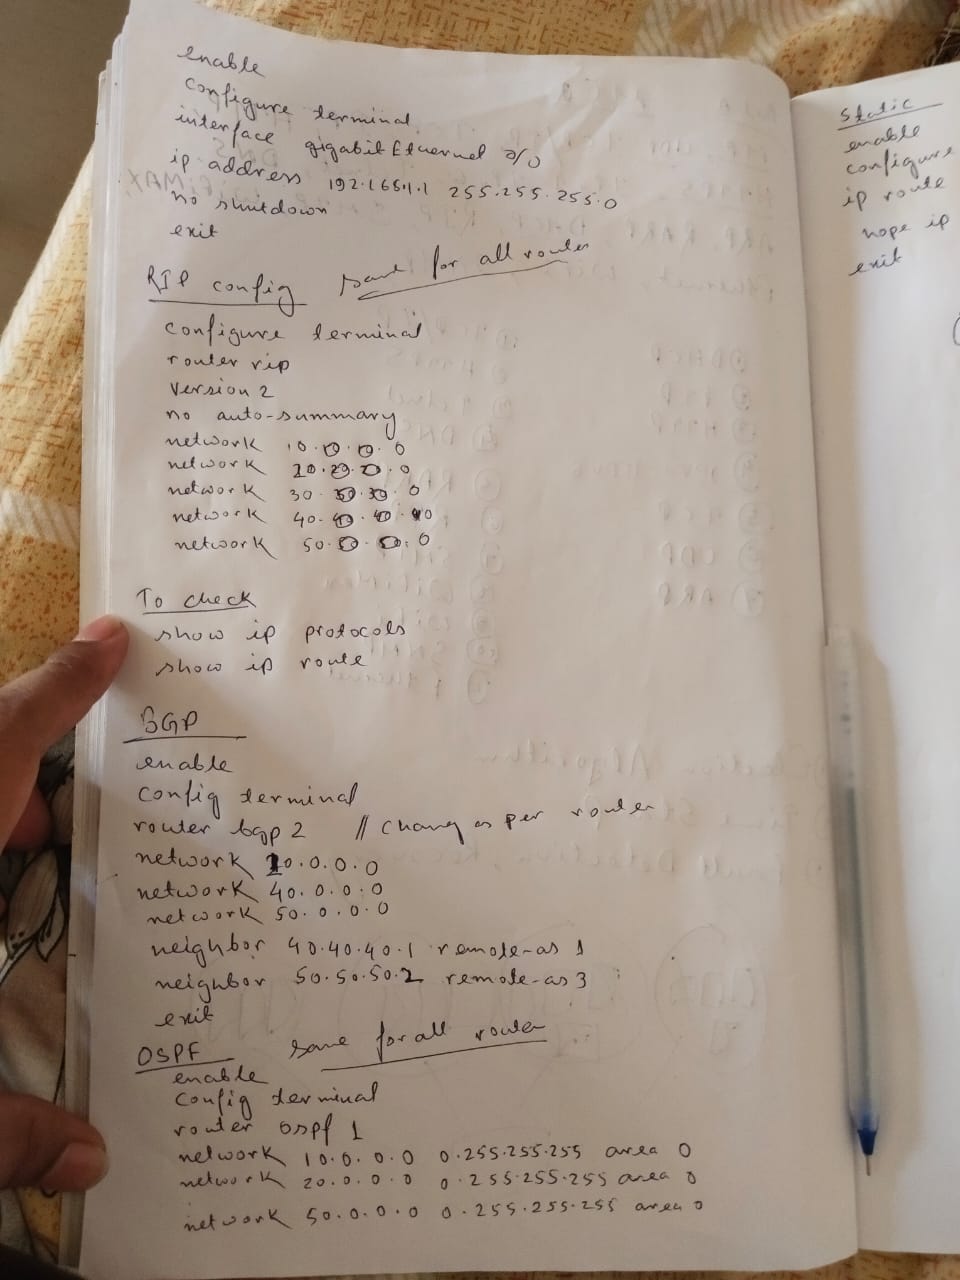 enable
configure terminal
interface gigabitEthernet 0/0
ip address 192.168.1.1 255.255.255.0
no shutdown
exit
RIP config same for all router
configure terminal
router rip
version 2
no auto-summary
network 10.0.0.0
network 20.20.0.0
network 30.50.30.0
network 40.40.40.0
network 50.0.0.0
To check
show ip protocols
show ip route
BGP
enable
config terminal
router bgp 2 // Chang as per router
network 20.0.0.0
network 40.0.0.0
network 50.0.0.0
neighbor 40.40.40.1 remote-as 1
neighbor 50.50.50.2 remote-as 3
exit
OSPF same for all router
enable
config terminal
router ospf 1
network 10.0.0.0 0.255.255.255 area 0
network 20.0.0.0 0.255.255.255 area 0
network 50.0.0.0 0.255.255.255 area 0
Static
enable
configure
ip route
hope ip
exit